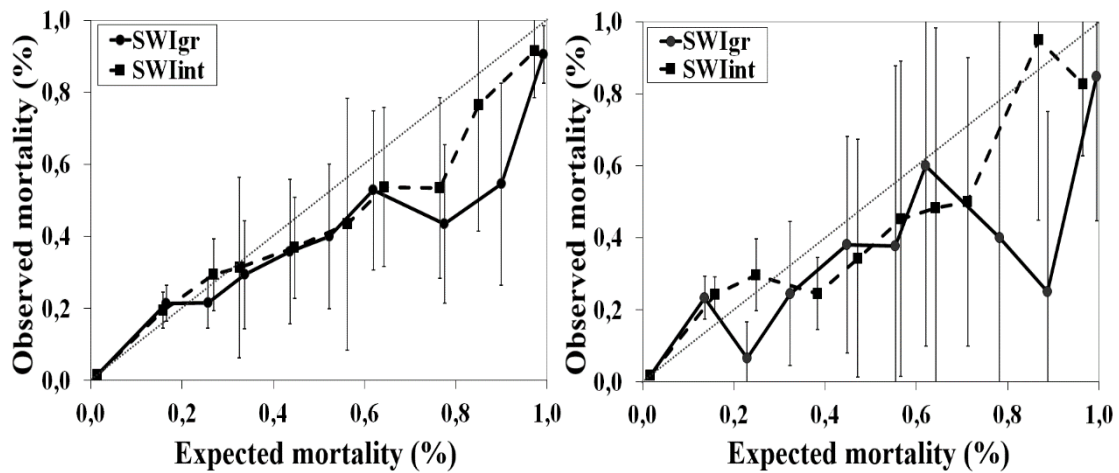 Observed mortality (%)
1,0
0,8
0,6
0,4
0,2
0,0
SWIgr
SWIint
0,0 0,2 0,4 0,6 0,8 1,0
Expected mortality (%)
Observed mortality (%)
1,0
0,8
0,6
0,4
0,2
0,0
SWIgr
SWIint
0,0 0,2 0,4 0,6 0,8 1,0
Expected mortality (%)